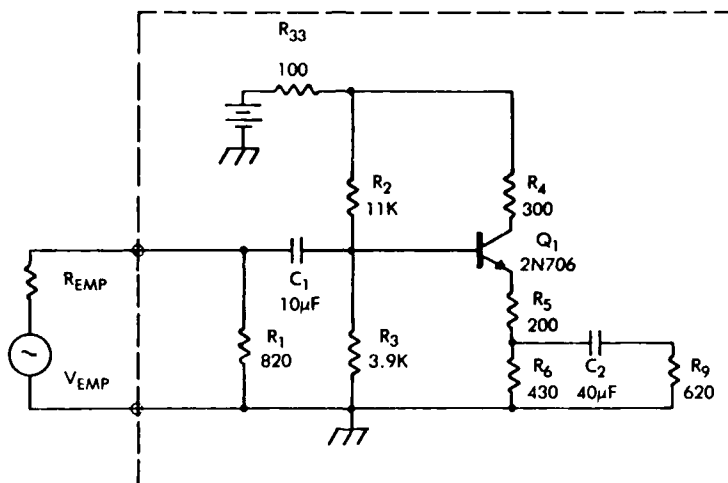 R33
100
R2
11K
R4
300
Q1
2N706
REMP
C1
10μF
R5
200
R1
820
R3
3.9K
VEMP
R6
430
C2
40μF
R9
620